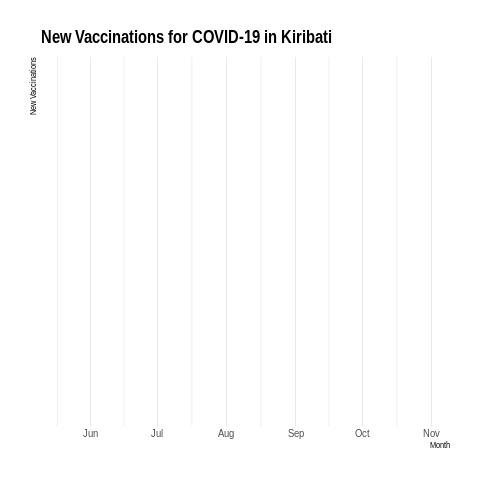 New Vaccinations for COVID-19 in Kiribati
New Vaccinations
Jun Jul Aug Sep Oct Nov
Month